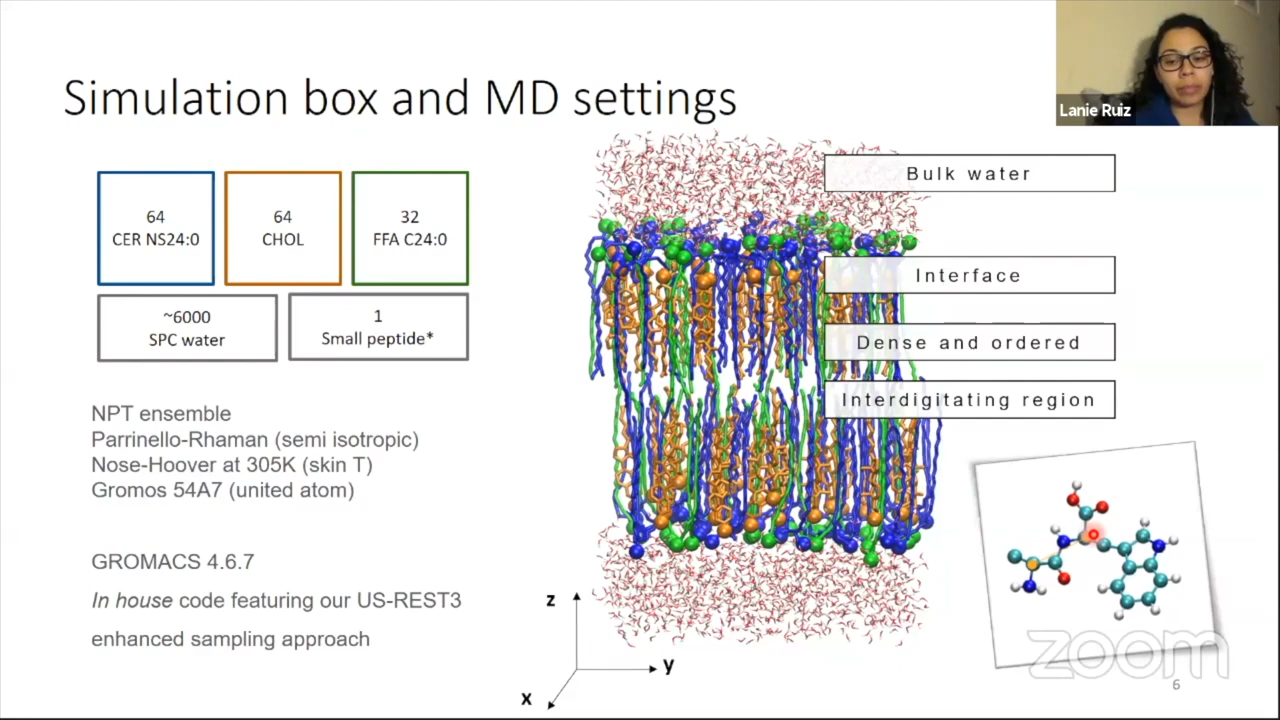 Lanie Ruiz
Simulation box and MD settings
64
CER NS24:0
64
CHOL
32
FFA C24:0
~6000
SPC water
1
Small peptide*
NPT ensemble
Parrinello-Rhaman (semi isotropic)
Nose-Hoover at 305K (skin T)
Gromos 54A7 (united atom)
GROMACS 4.6.7
In house code featuring our US-REST3
enhanced sampling approach
Bulk water
Interface
Dense and ordered
Interdigitating region
z
y
x
zoom
6